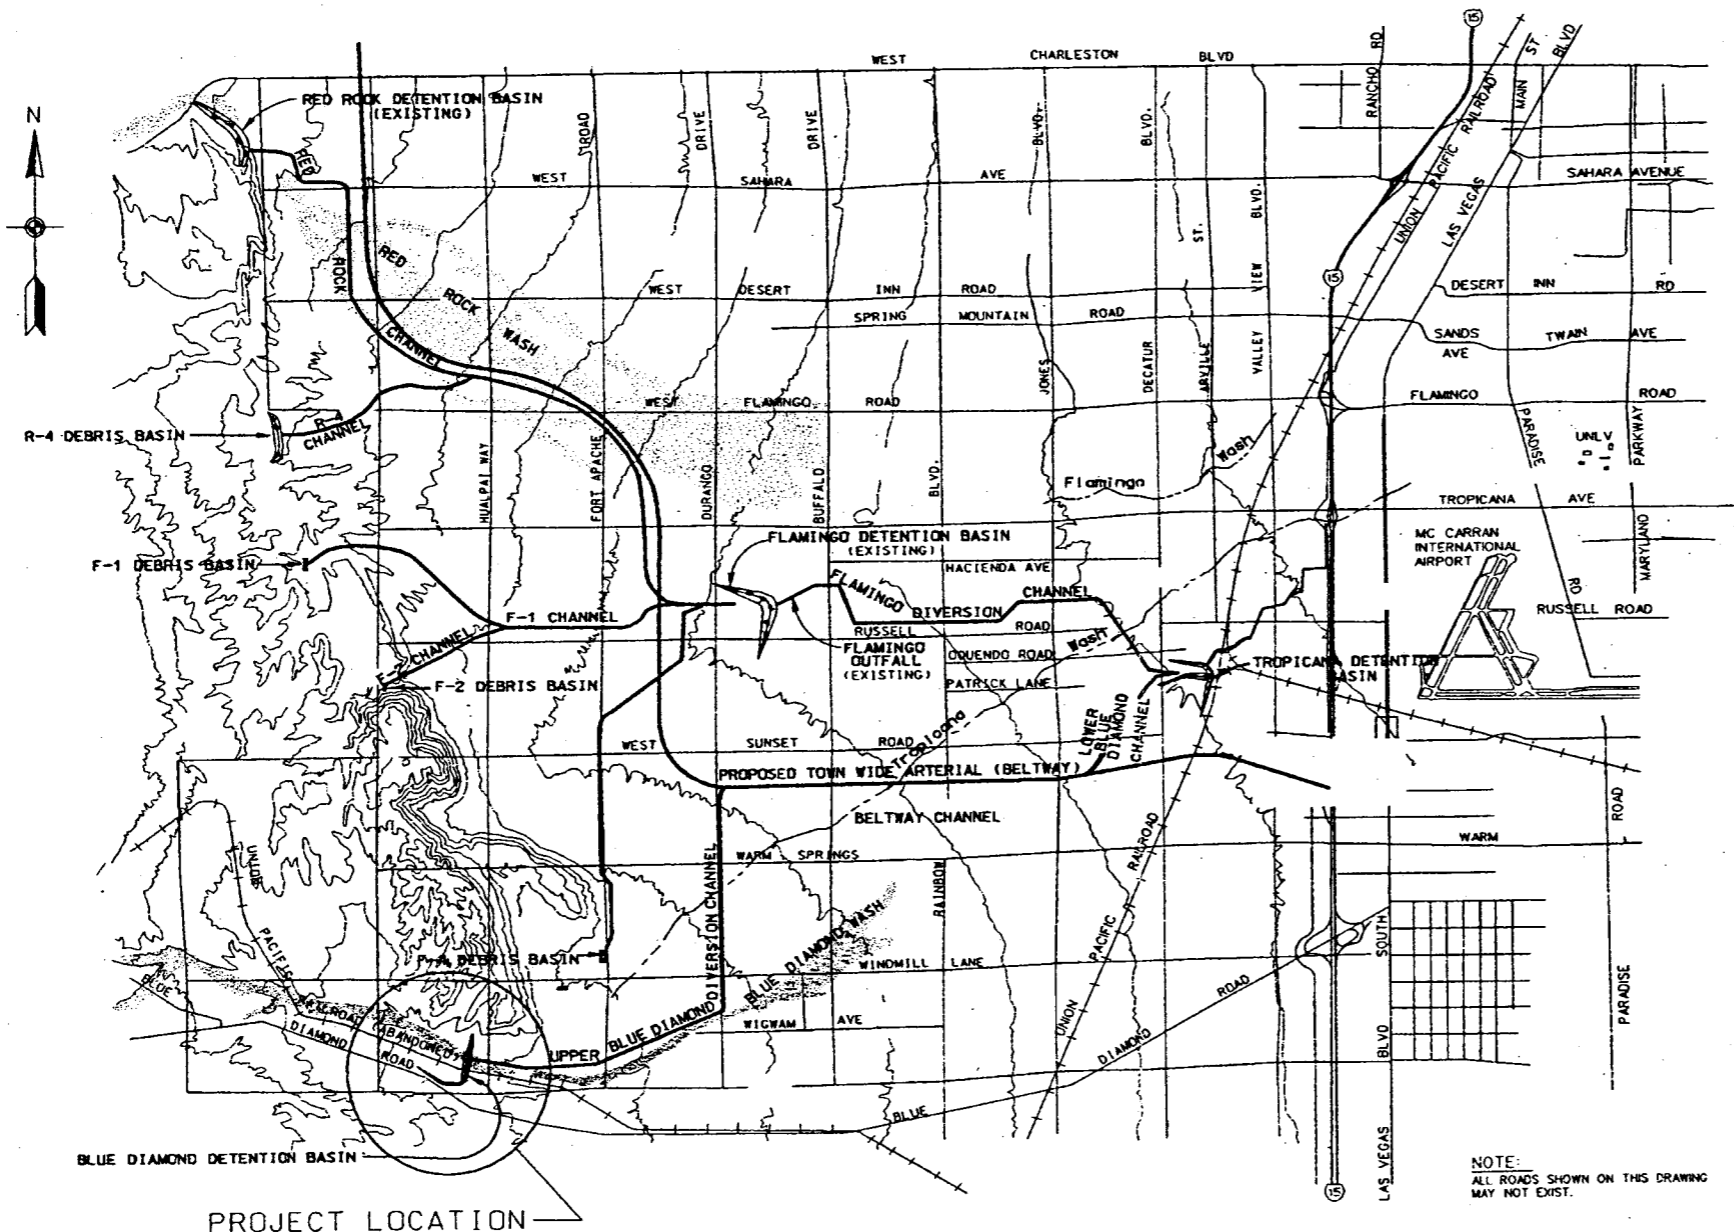 WEST CHARLESTON BLVD
15
RANCHO RD
UNION PACIFIC RAILROAD
MAIN ST
LAS VEGAS BLVD
N
RED ROCK DETENTION BASIN
(EXISTING)
RED ROCK CHANNEL
ROAD
DRIVE
DRIVE
BLVD.
BLVD.
WEST SAHARA AVE
SAHARA AVENUE
RED ROCK WASH
ST.
BLVD.
VIEW
VALLEY
15
WEST DESERT INN ROAD
DESERT INN RD
SPRING MOUNTAIN ROAD
SANDS AVE
TWAIN AVE
JONES
DECATUR
ARVILLE
WEST FLAMINGO ROAD
FLAMINGO ROAD
R-4 DEBRIS BASIN
R-4 CHANNEL
HUALPAI WAY
FORT APACHE
DURANGO
BUFFALO
BLVD.
Flamingo Wash
PARADISE RD
UNLV
PARKWAY
MARYLAND
TROPICANA AVE
MC CARRAN
INTERNATIONAL
AIRPORT
FLAMINGO DETENTION BASIN
(EXISTING)
HACIENDA AVE
F-1 DEBRIS BASIN
F-1 CHANNEL
FLAMINGO DIVERSION CHANNEL
RUSSELL ROAD
RUSSELL ROAD
FLAMINGO
OUTFALL
(EXISTING)
OQUENDO ROAD
PATRICK LANE
Tropicana Wash
F-2 CHANNEL
F-2 DEBRIS BASIN
TROPICANA DETENTION
BASIN
LOWER
BLUE
DIAMOND
CHANNEL
WEST SUNSET ROAD
PROPOSED TOWN WIDE ARTERIAL (BELTWAY)
BELTWAY CHANNEL
ROAD
WARM SPRINGS
WARM
RAINBOW
UNION PACIFIC RAILROAD
UNION PACIFIC RAILROAD (ABANDONED)
DEBRIS BASIN
UPPER BLUE DIAMOND DIVERSION CHANNEL
BLUE DIAMOND WASH
WINDMILL LANE
WIGWAM AVE
BLUE DIAMOND ROAD
BLUE DIAMOND ROAD
SOUTH
BLVD
LAS VEGAS
PARADISE
15
BLUE DIAMOND DETENTION BASIN
PROJECT LOCATION
NOTE:
ALL ROADS SHOWN ON THIS DRAWING
MAY NOT EXIST.